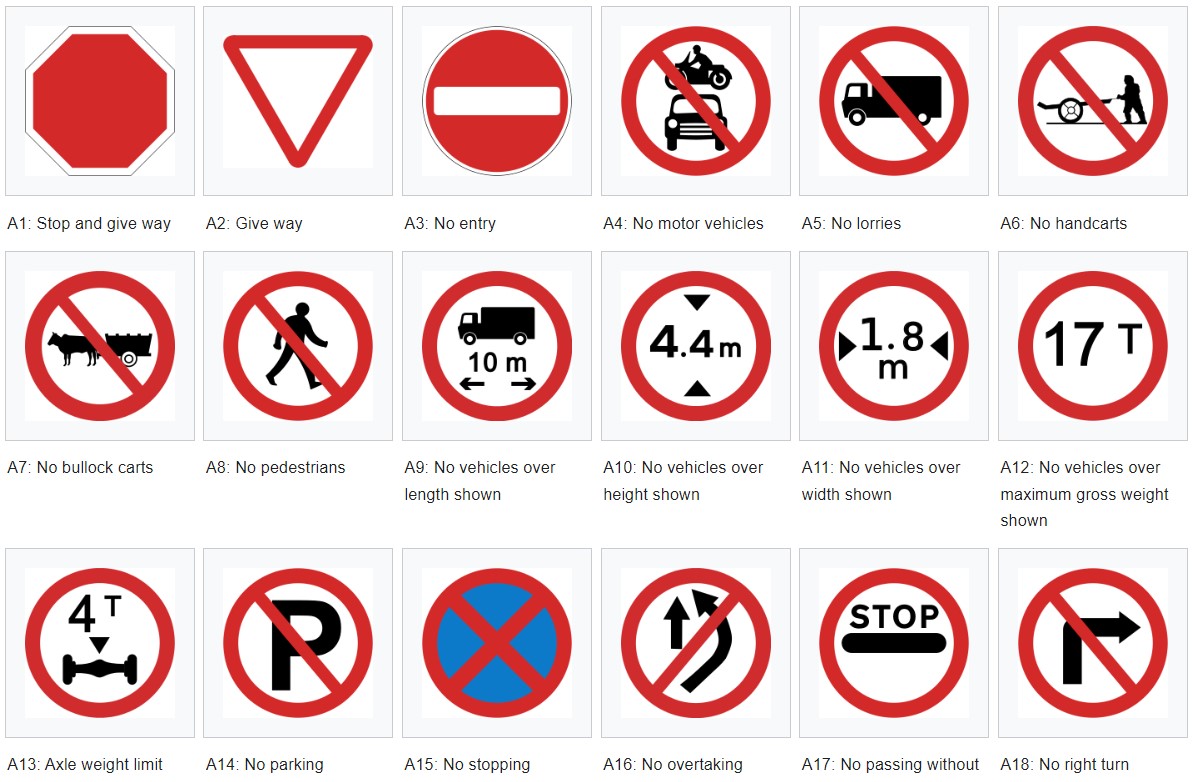 A1: Stop and give way
A2: Give way
A3: No entry
A4: No motor vehicles
A5: No lorries
A6: No handcarts
10 m
4.4 m
1.8
m
17 T
A7: No bullock carts
A8: No pedestrians
A9: No vehicles over
length shown
A10: No vehicles over
height shown
A11: No vehicles over
width shown
A12: No vehicles over
maximum gross weight
shown
4 T
P
STOP
A13: Axle weight limit
A14: No parking
A15: No stopping
A16: No overtaking
A17: No passing without
A18: No right turn